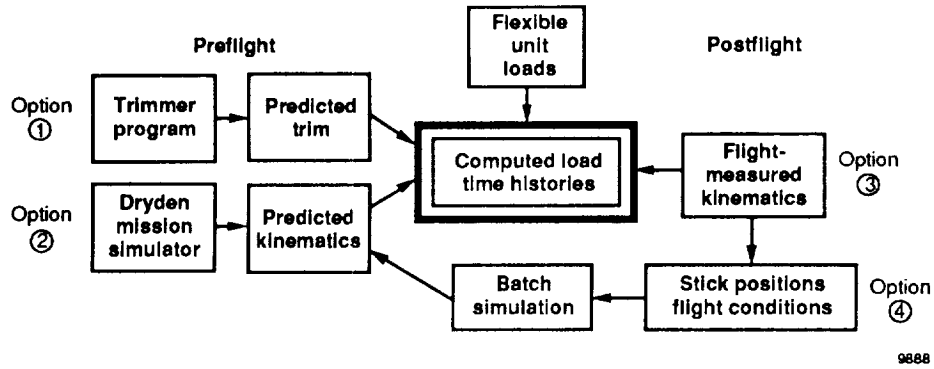 Preflight
Flexible
unit
loads
Postflight
Option
①
Trimmer
program
Predicted
trim
Computed load
time histories
Flight-
measured
kinematics
Option
③
Option
②
Dryden
mission
simulator
Predicted
kinematics
Batch
simulation
Stick positions
flight conditions
Option
④
9888